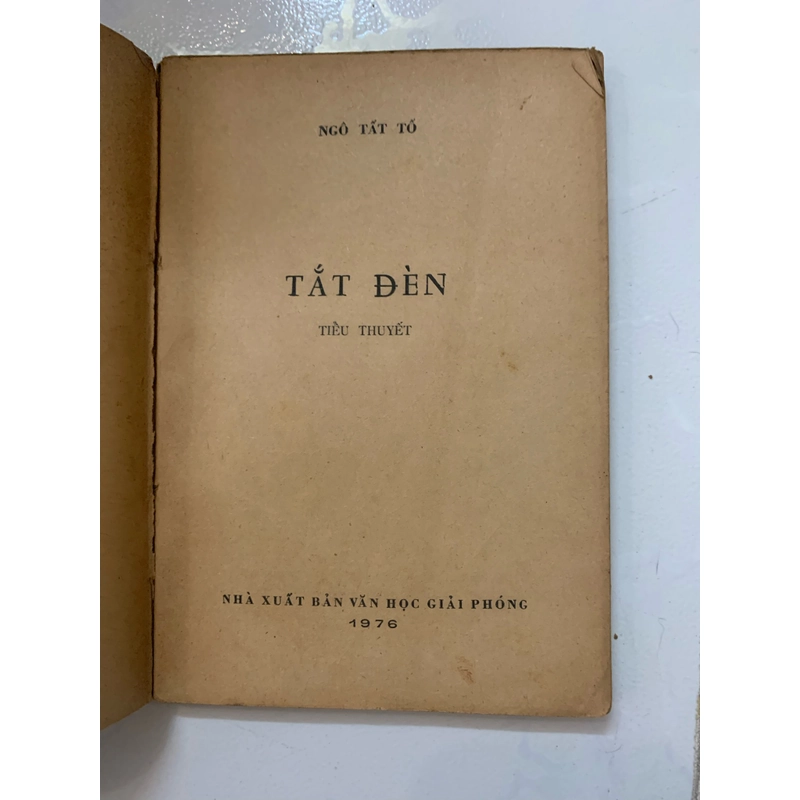 NGÔ TẤT TỐ
TẮT ĐÈN
TIỂU THUYẾT
NHÀ XUẤT BẢN VĂN HỌC GIẢI PHÓNG
1976